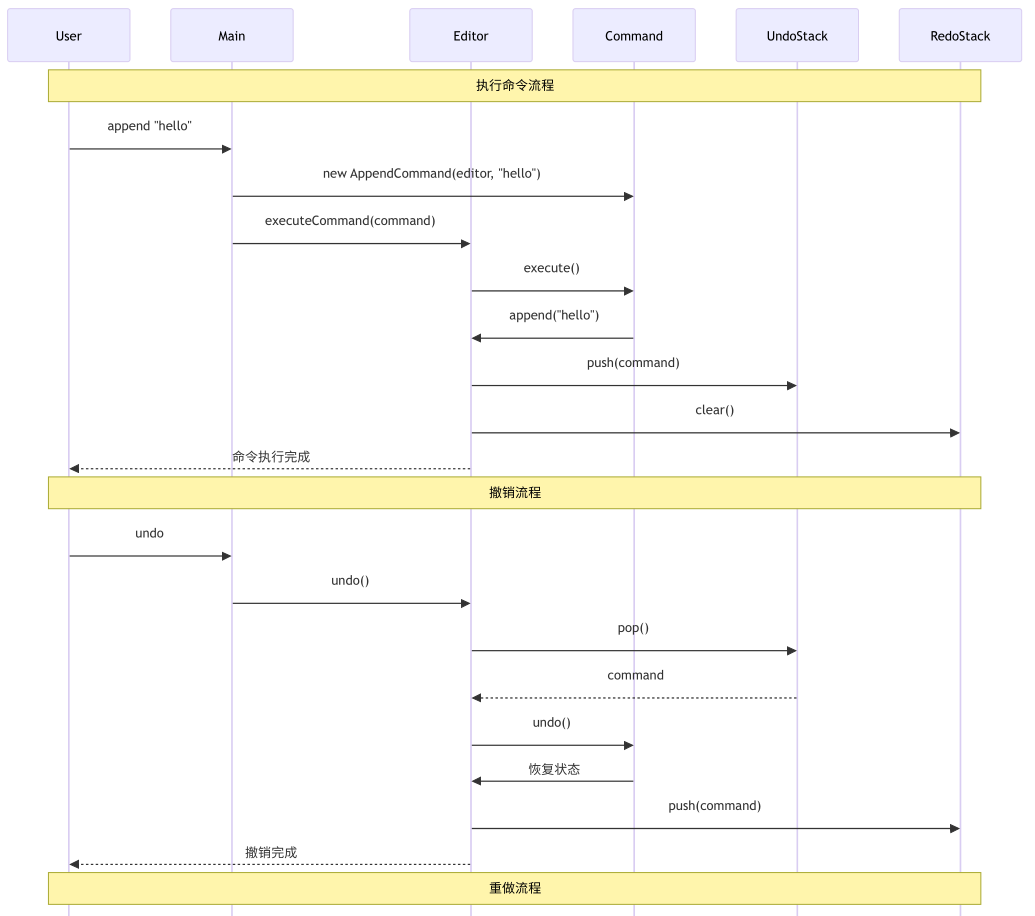 User
Main
Editor
Command
UndoStack
RedoStack
执行命令流程
append "hello"
new AppendCommand(editor, "hello")
executeCommand(command)
execute()
append("hello")
push(command)
clear()
命令执行完成
撤销流程
undo
undo()
pop()
command
undo()
恢复状态
push(command)
撤销完成
重做流程